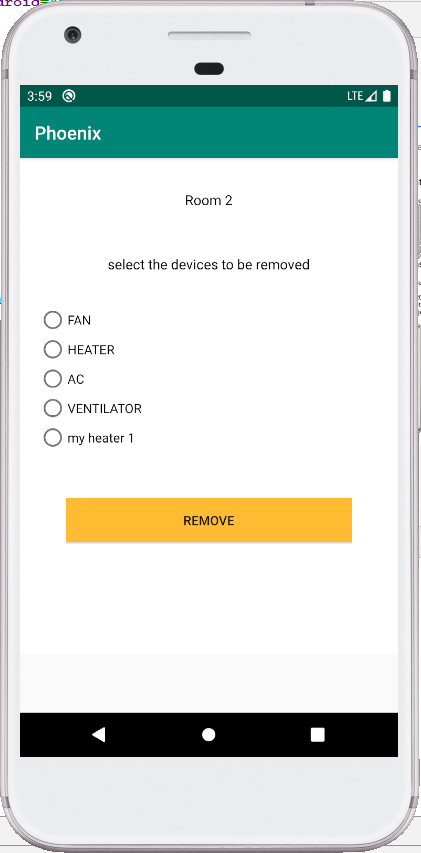 3:59 LTE
Phoenix
Room 2
select the devices to be removed
FAN
HEATER
AC
VENTILATOR
my heater 1
REMOVE